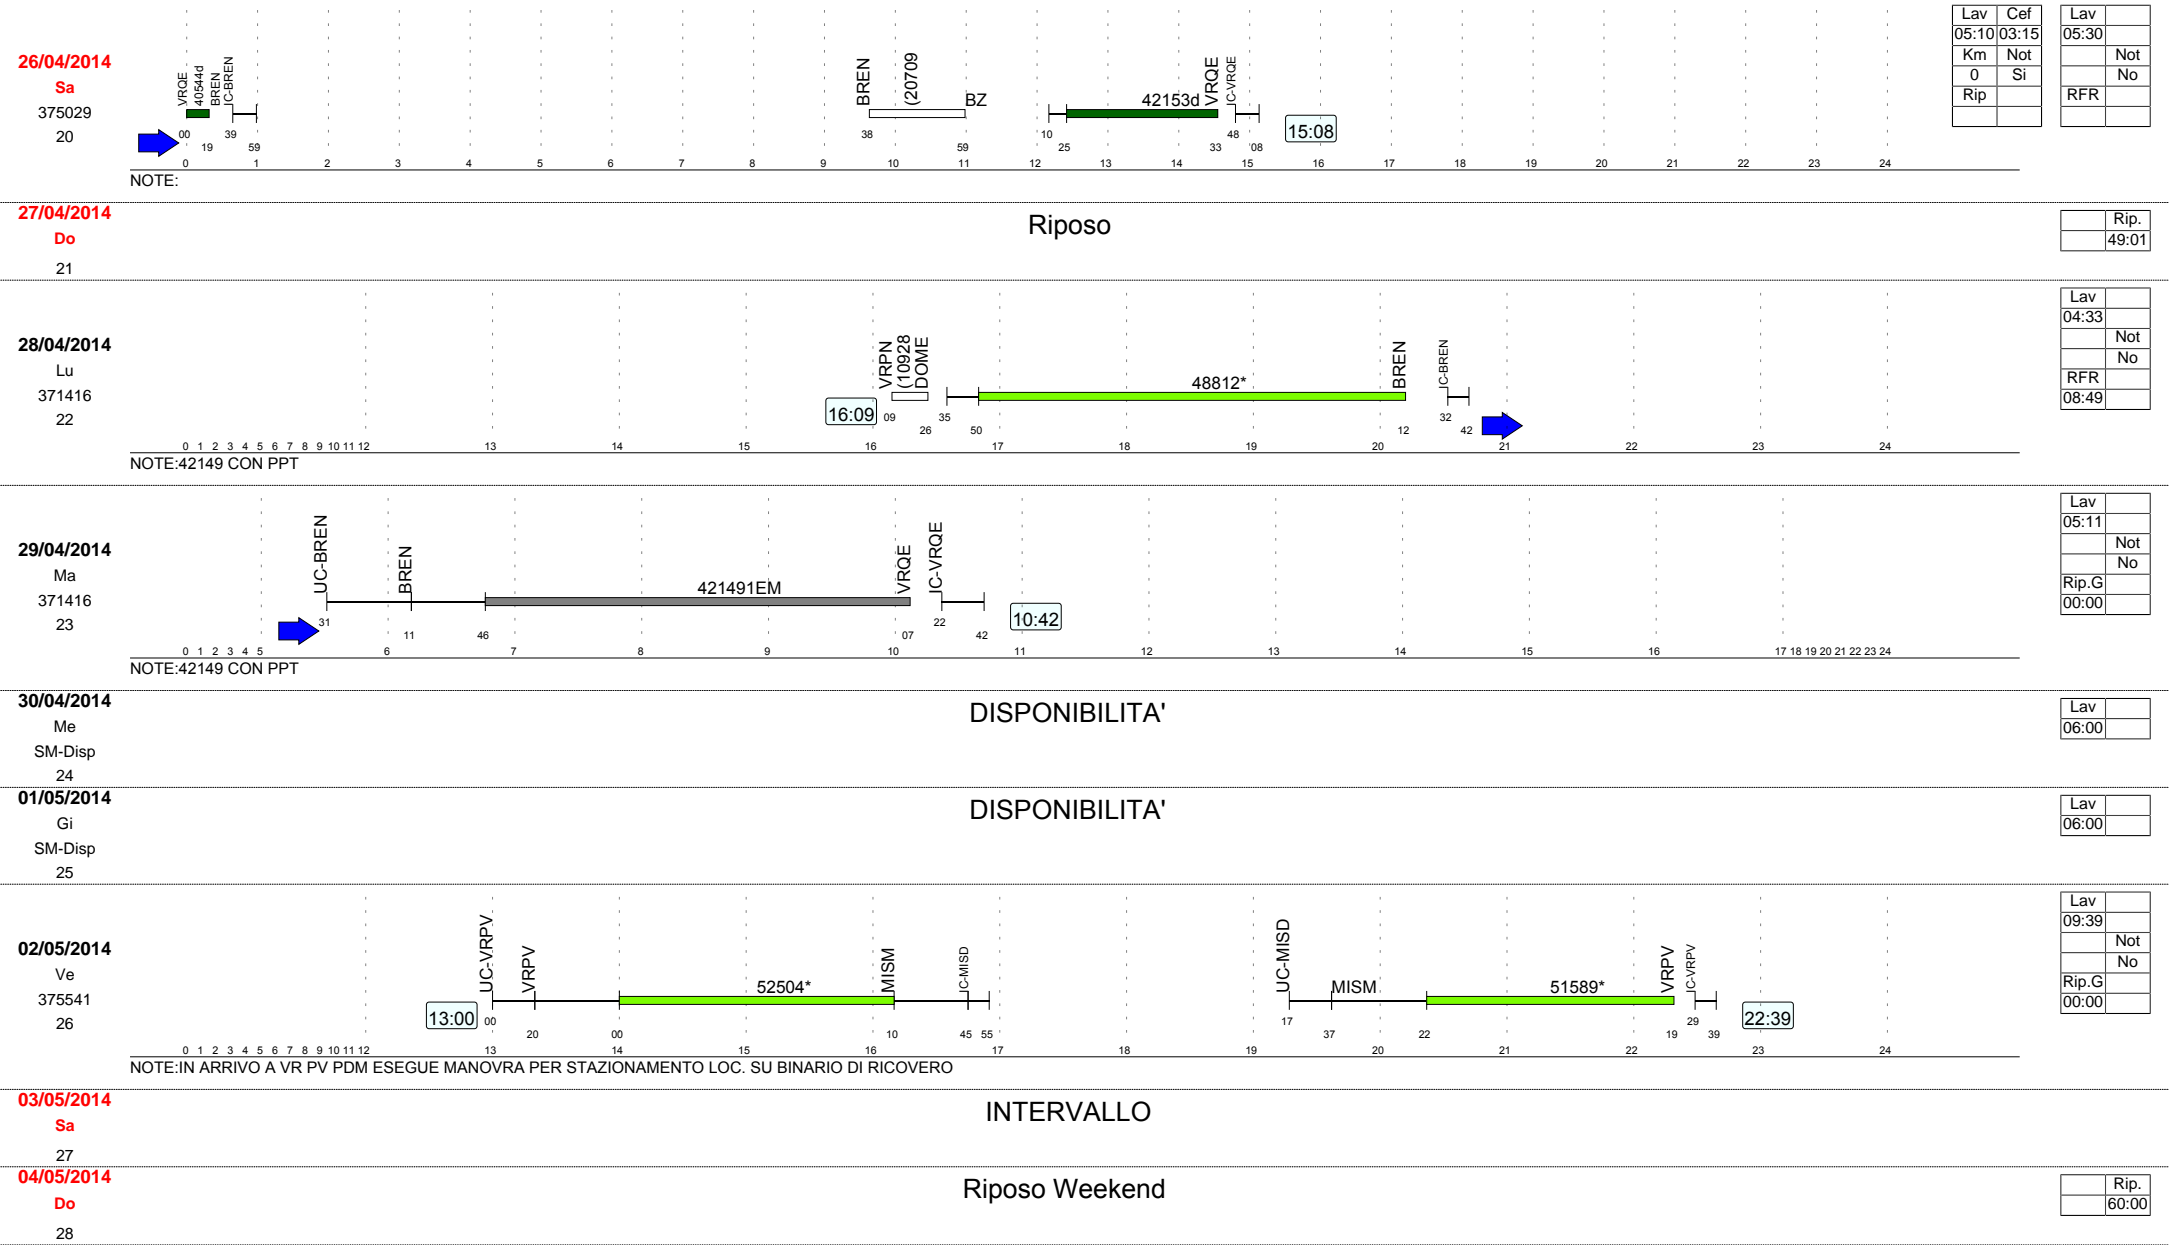 26/04/2014
Sa
375029
20
VRQE
40544d
BREN
IC-BREN
00
19
39
59
BREN
(20709
BZ
38
59
42153d
VRQE
IC-VRQE
10
25
33
48
08
15:08
0 1 2 3 4 5 6 7 8 9 10 11 12 13 14 15 16 17 18 19 20 21 22 23 24
NOTE:
Lav Cef
05:10 03:15
Km Not
0 Si
Rip
Lav
05:30
Not
No
RFR
27/04/2014
Do
21
Riposo
Rip.
49:01
28/04/2014
Lu
371416
22
16:09
VRPN
(10928
DOME
09
26
35
50
48812*
BREN
IC-BREN
12
32
42
0 1 2 3 4 5 6 7 8 9 10 11 12 13 14 15 16 17 18 19 20 21 22 23 24
NOTE:42149 CON PPT
Lav
04:33
Not
No
RFR
08:49
29/04/2014
Ma
371416
23
UC-BREN
BREN
421491EM
VRQE
IC-VRQE
31
11
46
07
22
42
10:42
0 1 2 3 4 5 6 7 8 9 10 11 12 13 14 15 16 17 18 19 20 21 22 23 24
NOTE:42149 CON PPT
Lav
05:11
Not
No
Rip.G
00:00
30/04/2014
Me
SM-Disp
24
DISPONIBILITA'
Lav
06:00
01/05/2014
Gi
SM-Disp
25
DISPONIBILITA'
Lav
06:00
02/05/2014
Ve
375541
26
13:00
UC-VRPV
VRPV
52504*
MISM
IC-MISD
00
20
00
10
45
55
UC-MISD
MISM
51589*
VRPV
IC-VRPV
17
37
22
19
29
39
22:39
0 1 2 3 4 5 6 7 8 9 10 11 12 13 14 15 16 17 18 19 20 21 22 23 24
NOTE:IN ARRIVO A VR PV PDM ESEGUE MANOVRA PER STAZIONAMENTO LOC. SU BINARIO DI RICOVERO
Lav
09:39
Not
No
Rip.G
00:00
03/05/2014
Sa
27
INTERVALLO
04/05/2014
Do
28
Riposo Weekend
Rip.
60:00